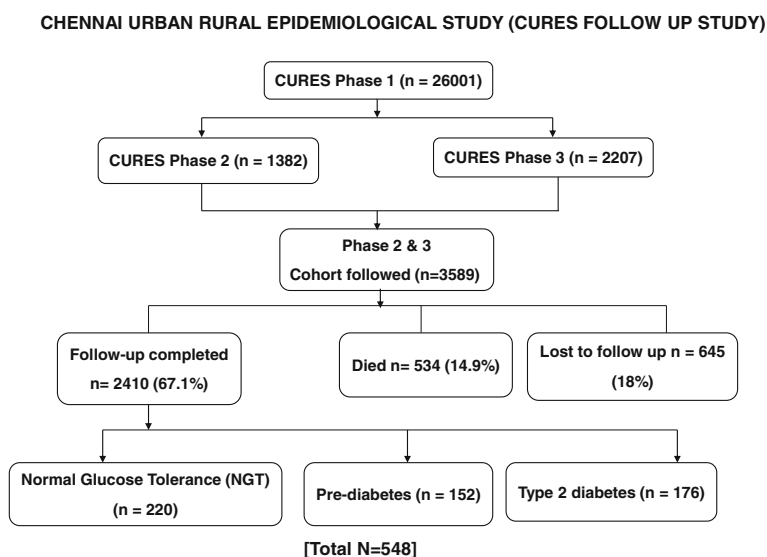 CHENNAI URBAN RURAL EPIDEMIOLOGICAL STUDY (CURES FOLLOW UP STUDY)
CURES Phase 1 (n = 26001)
CURES Phase 2 (n = 1382)
CURES Phase 3 (n = 2207)
Phase 2 & 3
Cohort followed (n=3589)
Follow-up completed
n= 2410 (67.1%)
Died n= 534 (14.9%)
Lost to follow up n = 645
(18%)
Normal Glucose Tolerance (NGT)
(n = 220)
Pre-diabetes (n = 152)
Type 2 diabetes (n = 176)
[Total N=548]